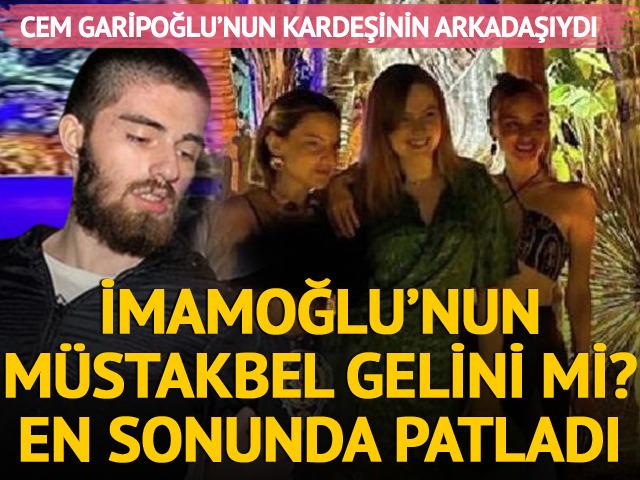 CEM GARİPOĞLU’NUN KARDEŞİNİN ARKADAŞIYDI
İMAMOĞLU’NUN
MÜSTAKBEL GELİNİ Mİ?
EN SONUNDA PATLADI